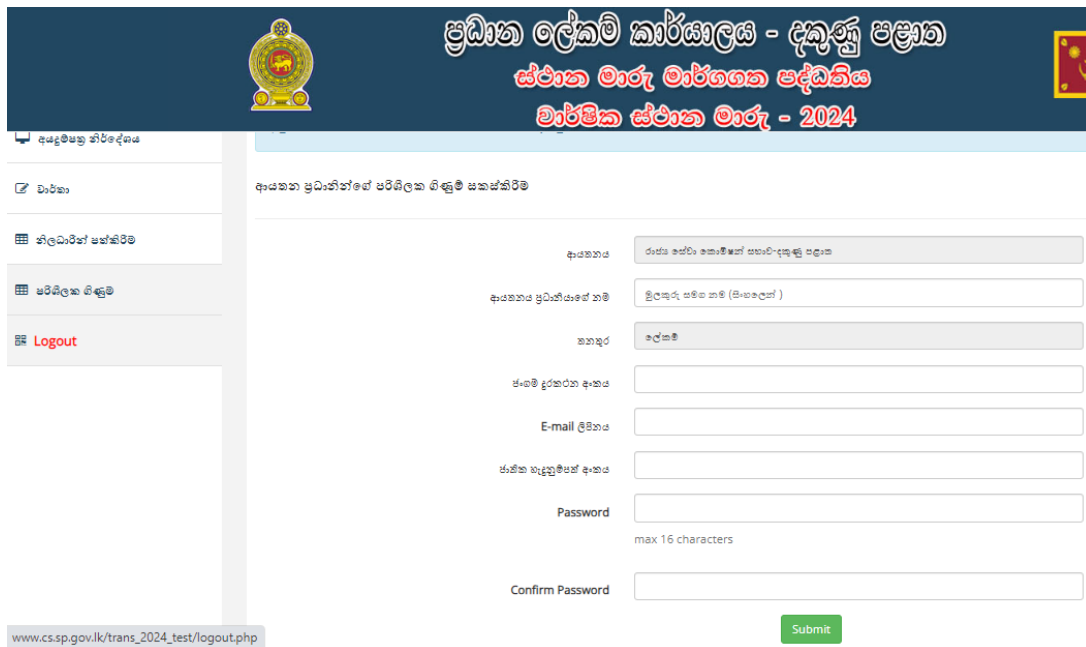 ප්‍රධාන ලේකම් කාර්යාලය - දකුණු පළාත
ස්ථාන මාරු මාර්ගගත පද්ධතිය
වාර්ෂික ස්ථාන මාරු - 2024
අයදුම්පත්‍ර නිර්දේශය
වාර්තා
නිලධාරීන් පත්කිරීම
පරිශීලක ගිණුම්
Logout
ආයතන ප්‍රධානින්ගේ පරිශීලක ගිණුම් සකස්කිරීම
ආයතනය
රාජ්‍ය සේවා කොමිෂන් සභාව-දකුණු පළාත
ආයතනය ප්‍රධානියාගේ නම
මුලකුරු සමග නම (සිංහලෙන් )
තනතුර
ලේකම්
ජංගම දුරකථන අංකය
E-mail ලිපිනය
ජාතික හැඳුනුම්පත් අංකය
Password
max 16 characters
Confirm Password
Submit
www.cs.sp.gov.lk/trans_2024_test/logout.php